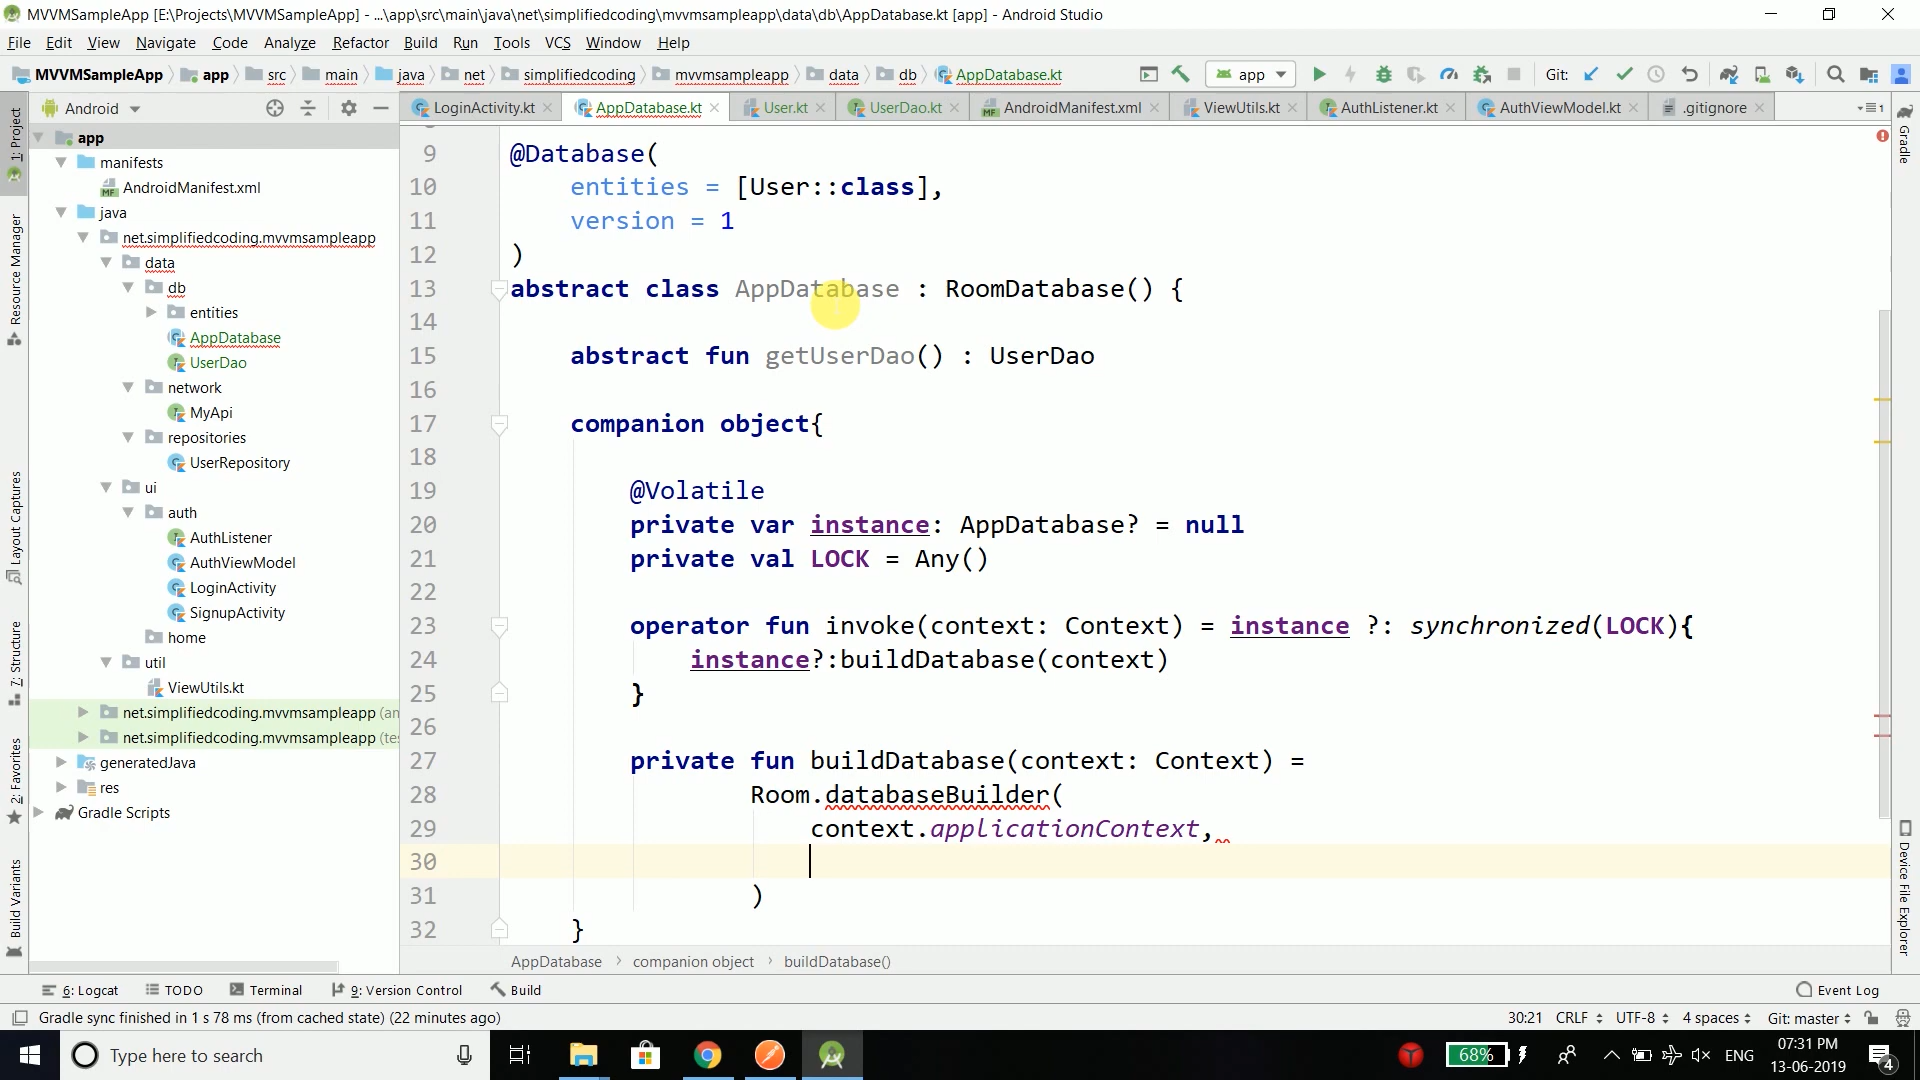 MVVMSampleApp [E:\Projects\MVVMSampleApp] - ...\app\src\main\java\net\simplifiedcoding\mvvmsampleapp\data\db\AppDatabase.kt [app] - Android Studio
File Edit View Navigate Code Analyze Refactor Build Run Tools VCS Window Help
MVVMSampleApp app src main java net simplifiedcoding mvvmsampleapp data db AppDatabase.kt app Git:
Android
LoginActivity.kt AppDatabase.kt User.kt UserDao.kt AndroidManifest.xml ViewUtils.kt AuthListener.kt AuthViewModel.kt .gitignore 1
1: Project
Resource Manager
Layout Captures
7: Structure
2: Favorites
Build Variants
app
manifests
MF AndroidManifest.xml
java
net.simplifiedcoding.mvvmsampleapp
data
db
entities
AppDatabase
UserDao
network
MyApi
repositories
UserRepository
ui
auth
AuthListener
AuthViewModel
LoginActivity
SignupActivity
home
util
ViewUtils.kt
net.simplifiedcoding.mvvmsampleapp (an
net.simplifiedcoding.mvvmsampleapp (tes
generatedJava
res
Gradle Scripts
9 @Database(
10 entities = [User::class],
11 version = 1
12 )
13 abstract class AppDatabase : RoomDatabase() {
14
15 abstract fun getUserDao() : UserDao
16
17 companion object{
18
19 @Volatile
20 private var instance: AppDatabase? = null
21 private val LOCK = Any()
22
23 operator fun invoke(context: Context) = instance ?: synchronized(LOCK){
24 instance?:buildDatabase(context)
25 }
26
27 private fun buildDatabase(context: Context) =
28 Room.databaseBuilder(
29 context.applicationContext,
30
31 )
32 }
Gradle
Device File Explorer
AppDatabase › companion object › buildDatabase()
6: Logcat TODO Terminal 9: Version Control Build Event Log
Gradle sync finished in 1 s 78 ms (from cached state) (22 minutes ago) 30:21 CRLF UTF-8 4 spaces Git: master
Type here to search 68% ENG 07:31 PM
13-06-2019 4